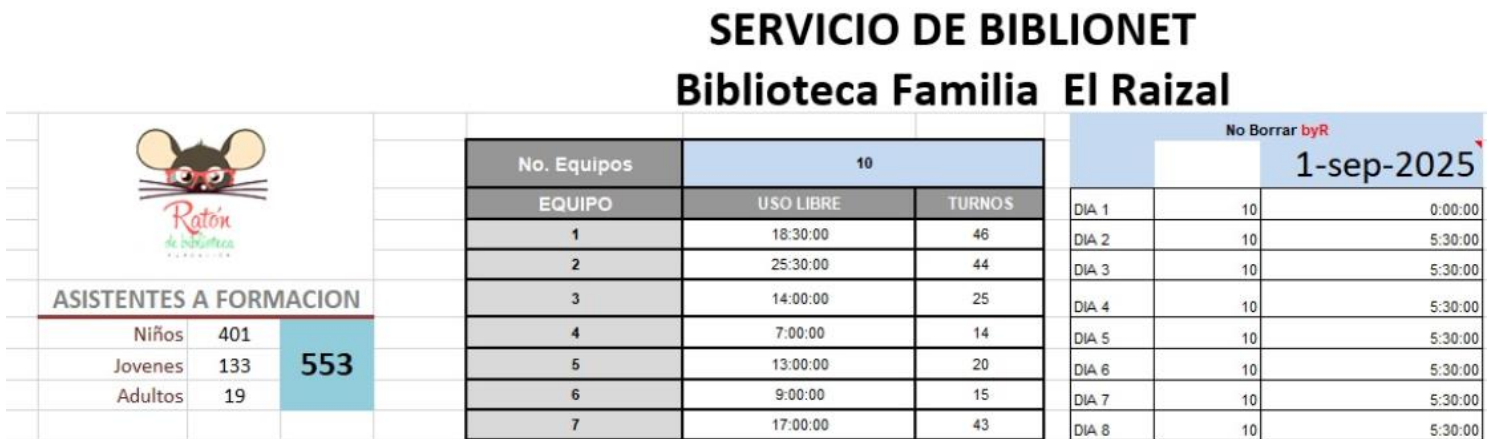 SERVICIO DE BIBLIONET
Biblioteca Familia El Raizal
Ratón
de biblioteca
FUNDACIÓN
ASISTENTES A FORMACION
Niños 401
Jovenes 133 553
Adultos 19
No. Equipos 10
EQUIPO USO LIBRE TURNOS
1 18:30:00 46
2 25:30:00 44
3 14:00:00 25
4 7:00:00 14
5 13:00:00 20
6 9:00:00 15
7 17:00:00 43
No Borrar byR
1-sep-2025
DIA 1 10 0:00:00
DIA 2 10 5:30:00
DIA 3 10 5:30:00
DIA 4 10 5:30:00
DIA 5 10 5:30:00
DIA 6 10 5:30:00
DIA 7 10 5:30:00
DIA 8 10 5:30:00